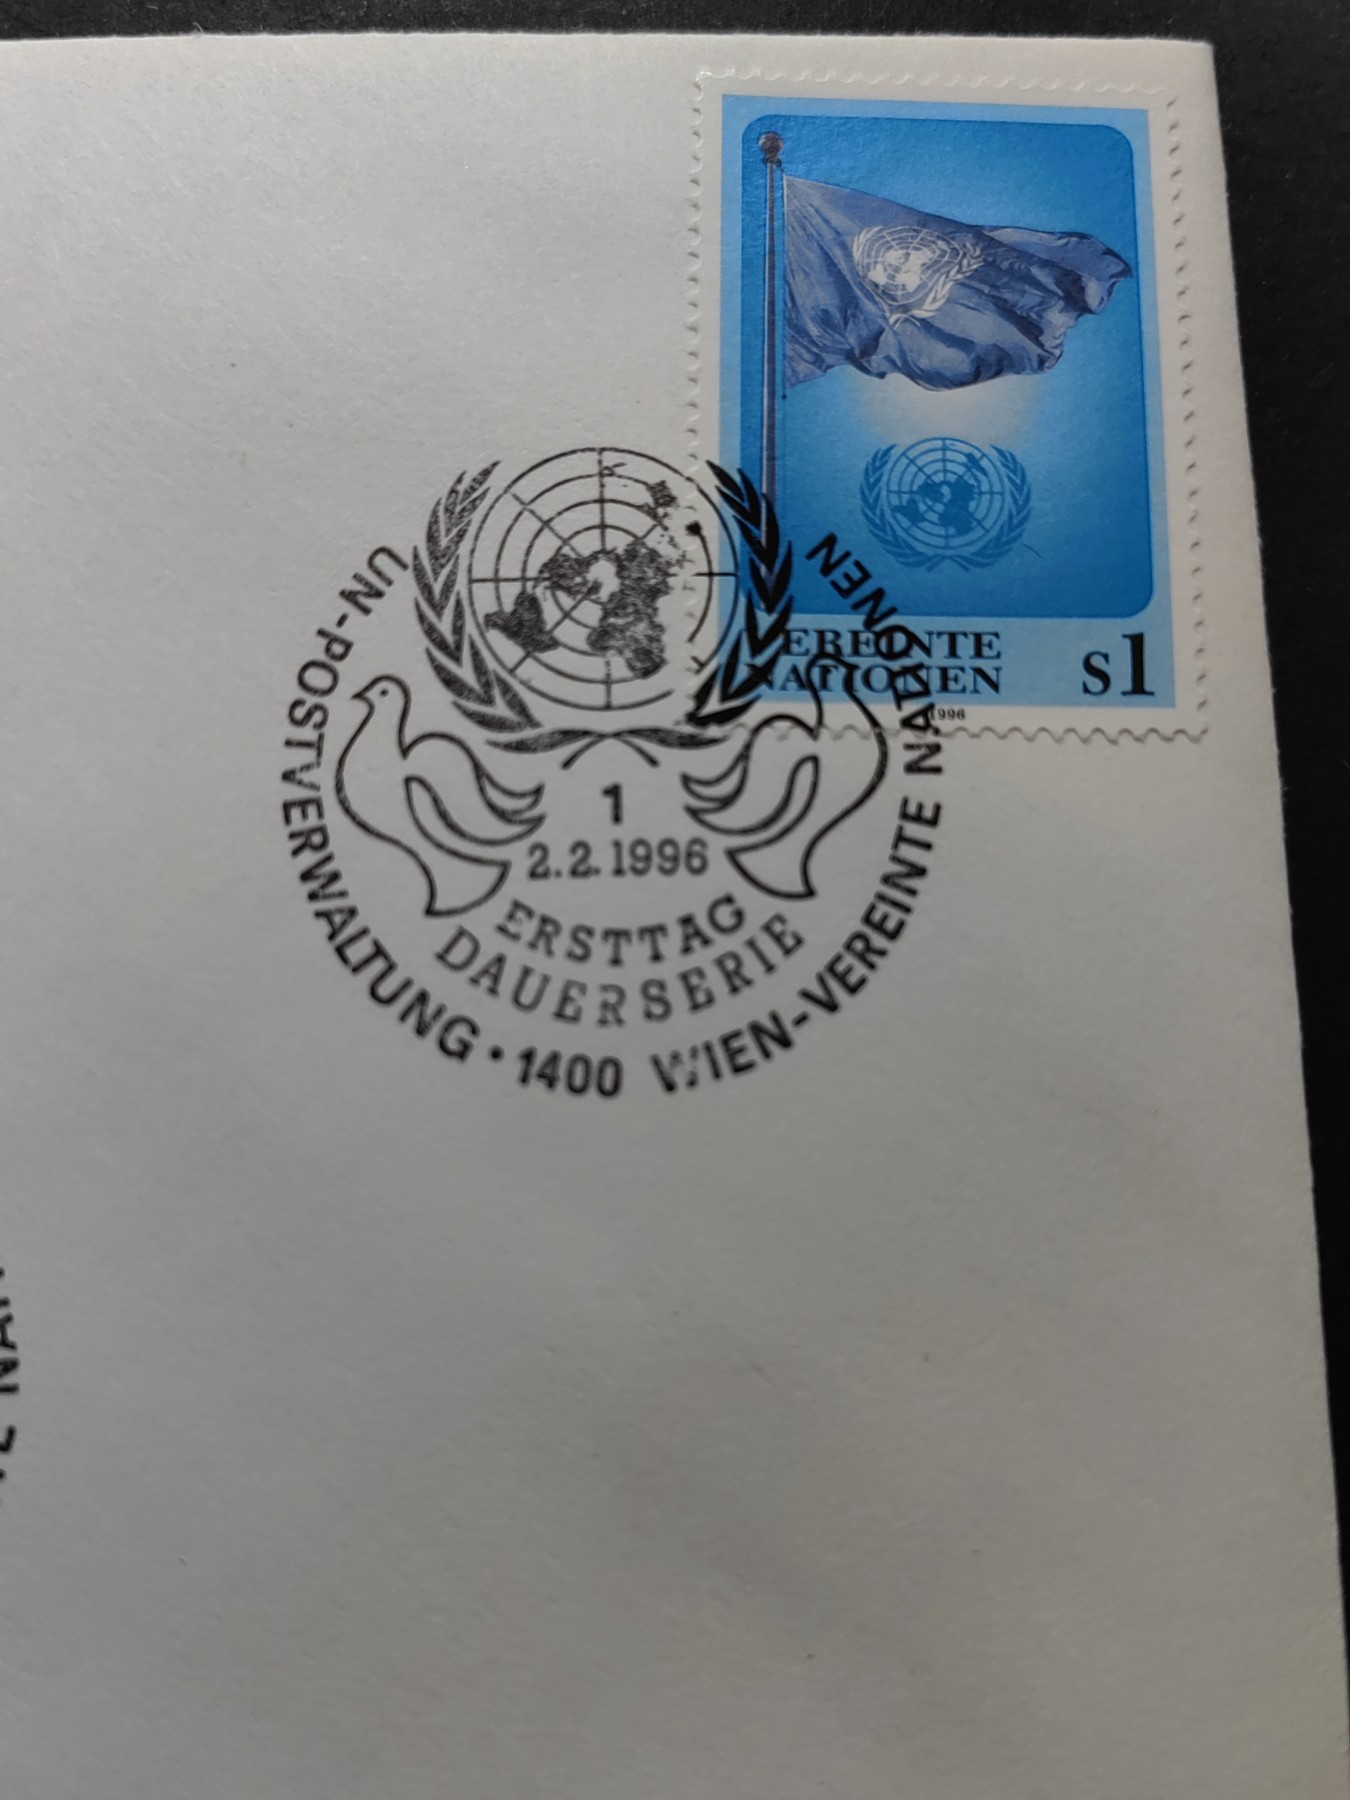 VEREINTE
NATIONEN
s1
1996
UN-POSTVERWALTUNG · 1400 WIEN-VEREINTE NATIONEN
1
2.2.1996
ERSTTAG
DAUERSERIE